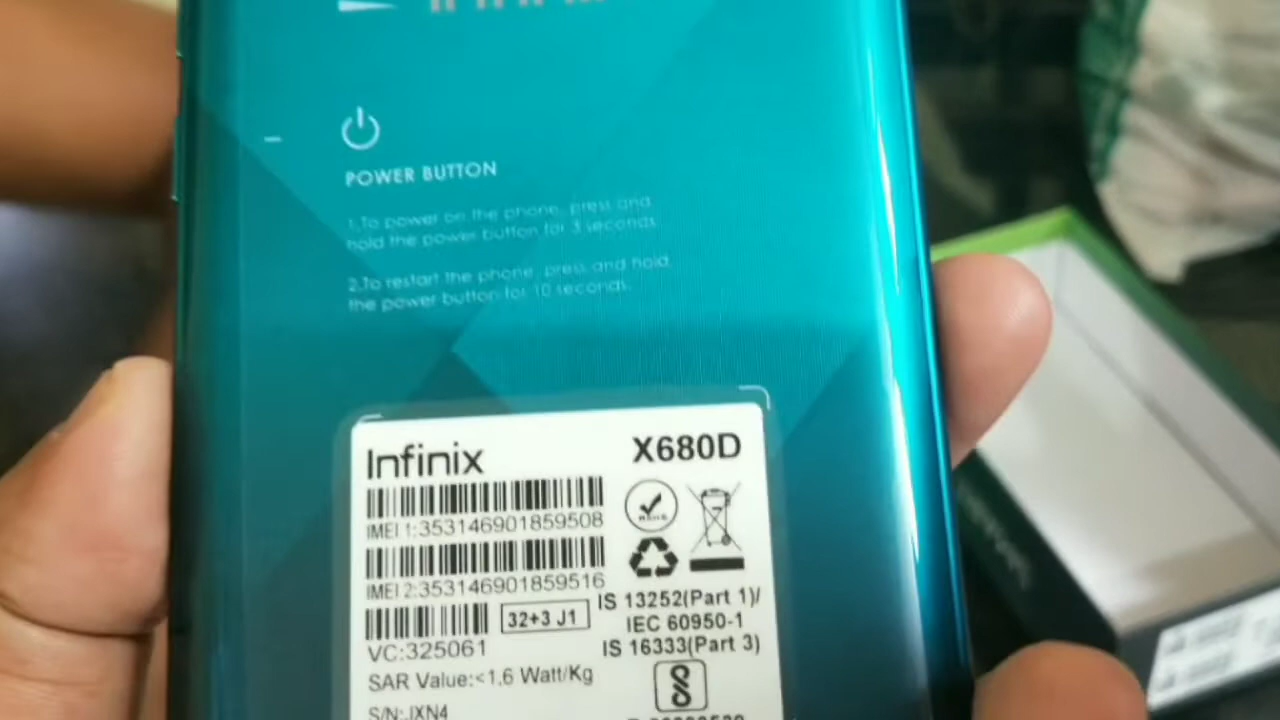 POWER BUTTON
1.To power on the phone, press and
hold the power button for 3 seconds.
2.To restart the phone, press and hold
the power button for 10 seconds.
Infinix X680D
IMEI 1:353146901859508
IMEI 2:353146901859516
32+3 J1
VC:325061
SAR Value:<1.6 Watt/Kg
S/N:JXN4
IS 13252(Part 1)/
IEC 60950-1
IS 16333(Part 3)